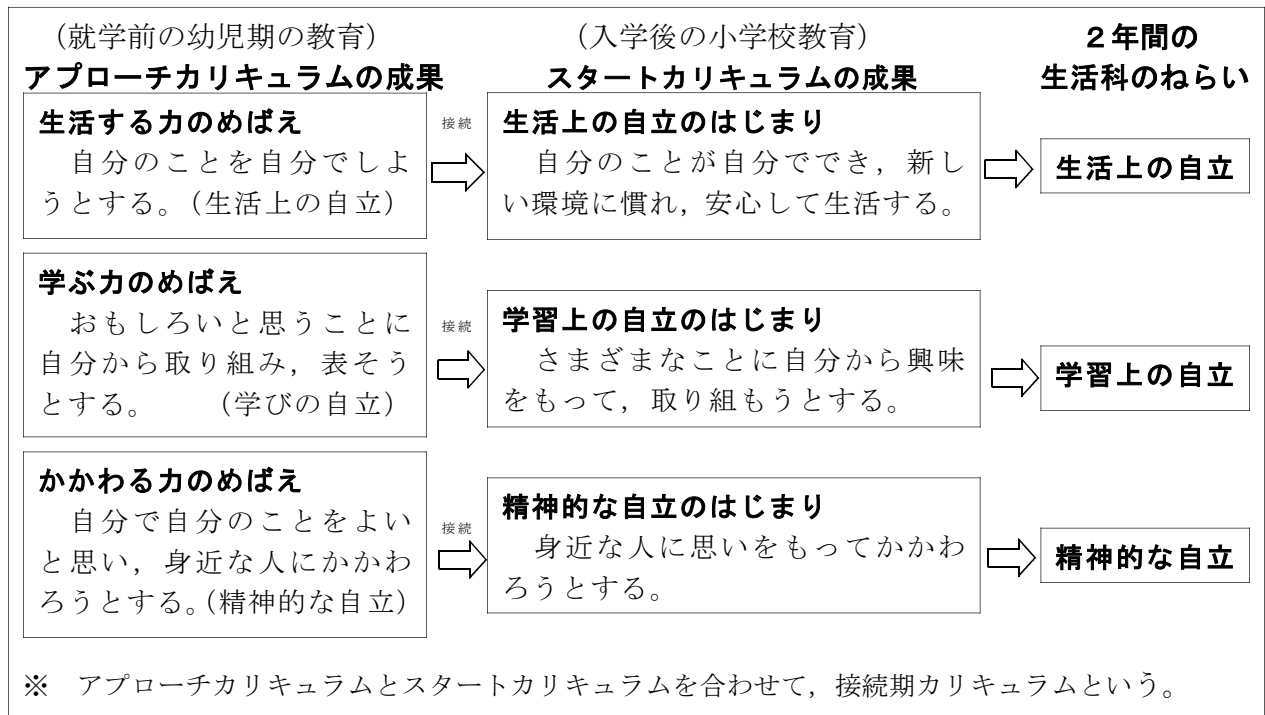 (就学前の幼児期の教育)
アプローチカリキュラムの成果
生活する力のめばえ
自分のことを自分でしよ
うとする。(生活上の自立)
学ぶ力のめばえ
おもしろいと思うことに
自分から取り組み，表そう
とする。 (学びの自立)
かかわる力のめばえ
自分で自分のことをよい
と思い，身近な人にかかわ
ろうとする。(精神的な自立)
接続
接続
接続
(入学後の小学校教育)
スタートカリキュラムの成果
生活上の自立のはじまり
自分のことが自分ででき，新し
い環境に慣れ，安心して生活する。
学習上の自立のはじまり
さまざまなことに自分から興味
をもって，取り組もうとする。
精神的な自立のはじまり
身近な人に思いをもってかかわ
ろうとする。
２年間の
生活科のねらい
生活上の自立
学習上の自立
精神的な自立
※ アプローチカリキュラムとスタートカリキュラムを合わせて，接続期カリキュラムという。